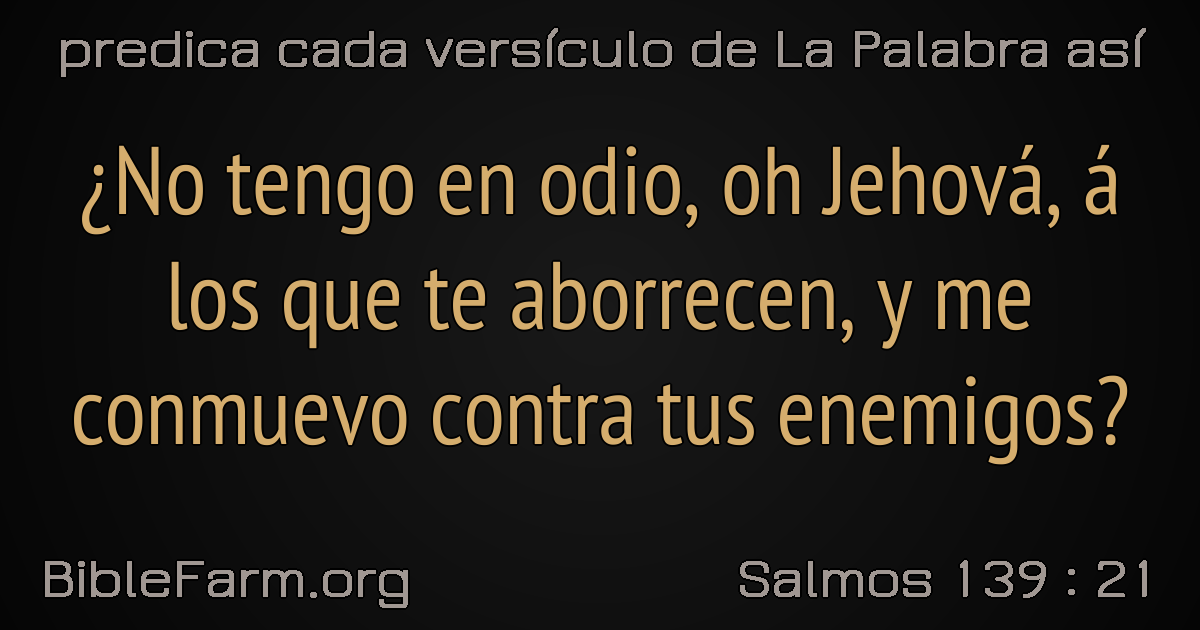 predica cada versículo de La Palabra así
¿No tengo en odio, oh Jehová, á
los que te aborrecen, y me
conmuevo contra tus enemigos?
BibleFarm.org
Salmos 139 : 21